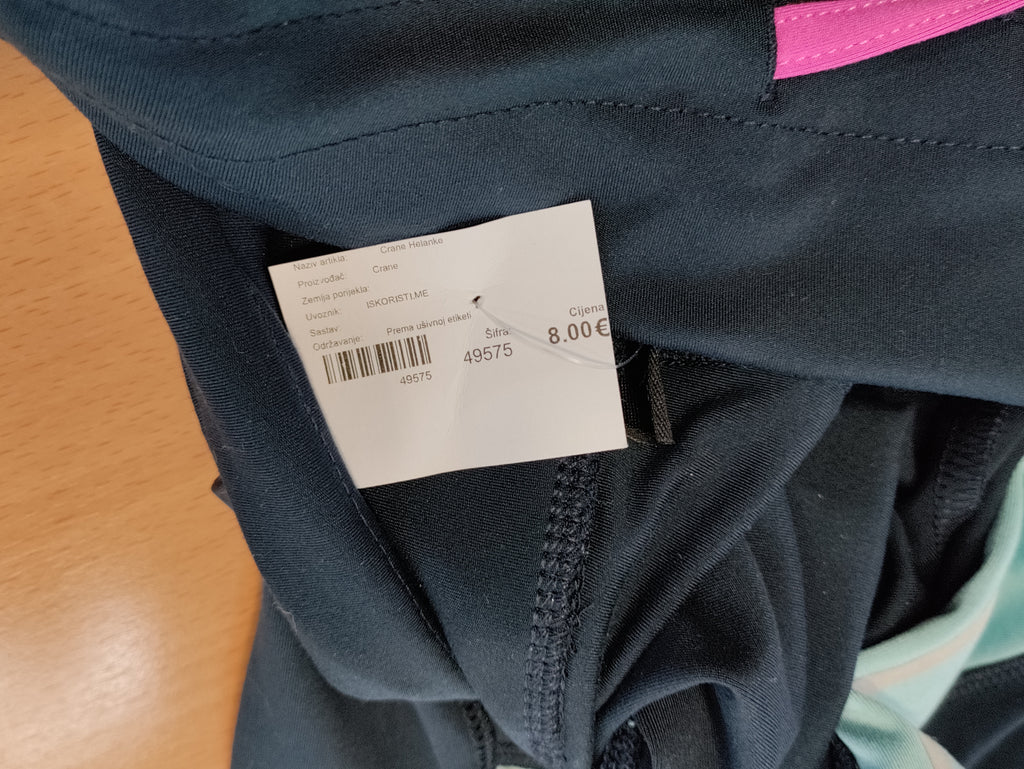 Naziv artikla: Crane Helanke
Proizvođač: Crane
Zemlja porijekla:
Uvoznik: ISKORISTI.ME
Sastav
Održavanje: Prema ušivnoj etiketi
Šifra: Cijena
49575 8.00€
49575